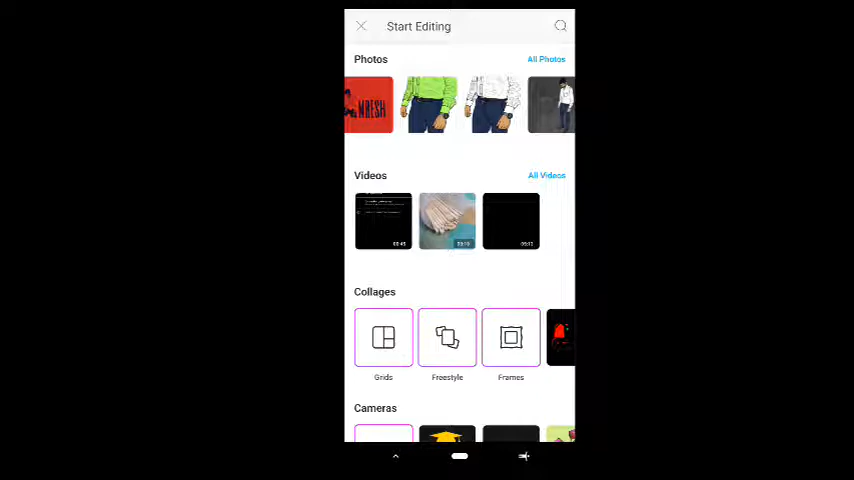 Start Editing
Photos
All Photos
Videos
All Videos
Collages
Grids
Freestyle
Frames
Cameras